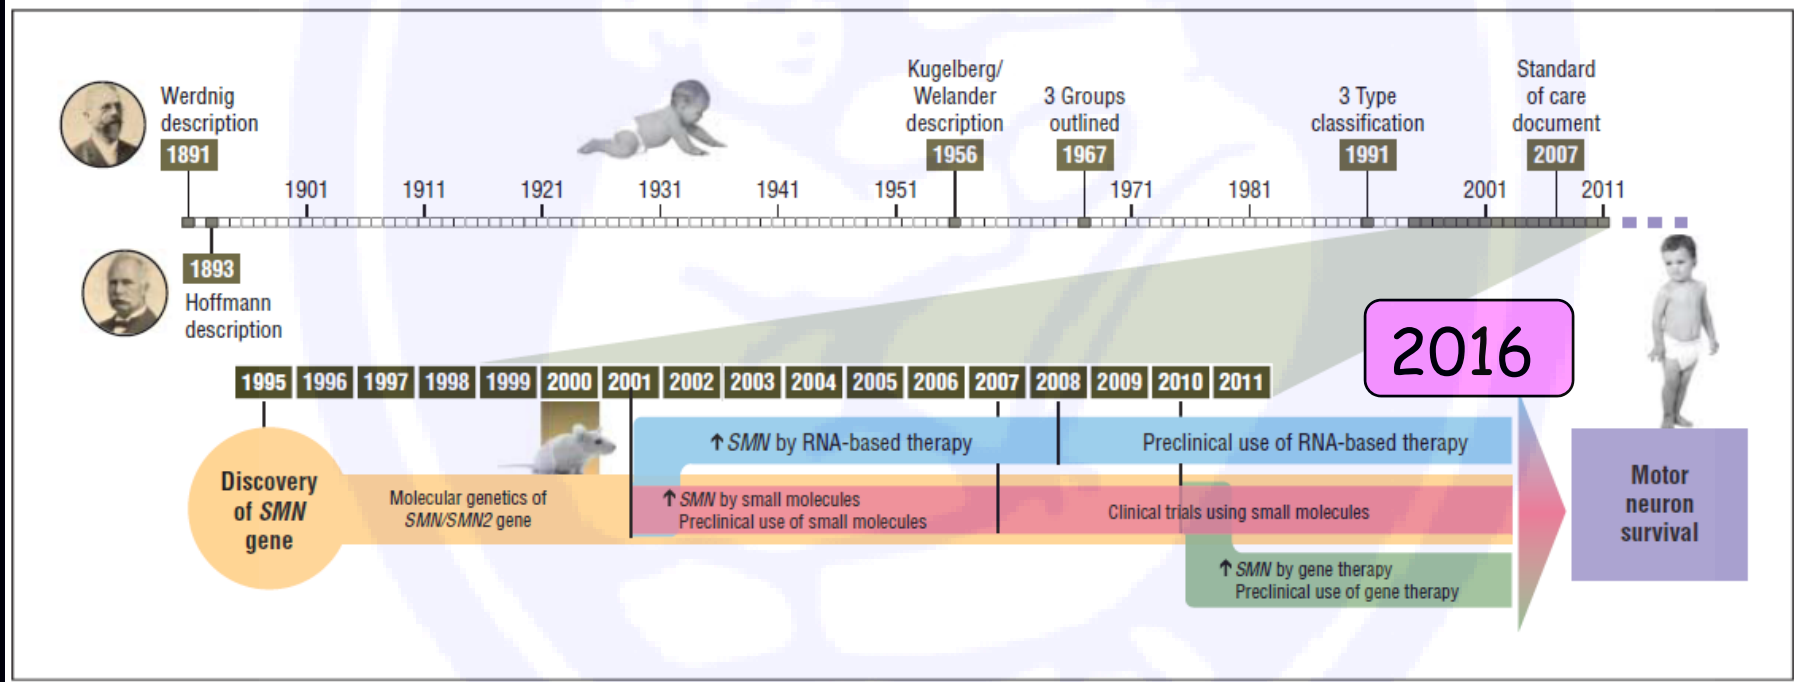 Werdnig
description
1891
Kugelberg/
Welander
description
1956
3 Groups
outlined
1967
3 Type
classification
1991
Standard
of care
document
2007
1901 1911 1921 1931 1941 1951 1971 1981 2001 2011
1893
Hoffmann
description
2016
1995 1996 1997 1998 1999 2000 2001 2002 2003 2004 2005 2006 2007 2008 2009 2010 2011
Discovery
of SMN
gene
Molecular genetics of
SMN/SMN2 gene
↑ SMN by RNA-based therapy
Preclinical use of RNA-based therapy
↑ SMN by small molecules
Preclinical use of small molecules
Clinical trials using small molecules
↑ SMN by gene therapy
Preclinical use of gene therapy
Motor
neuron
survival